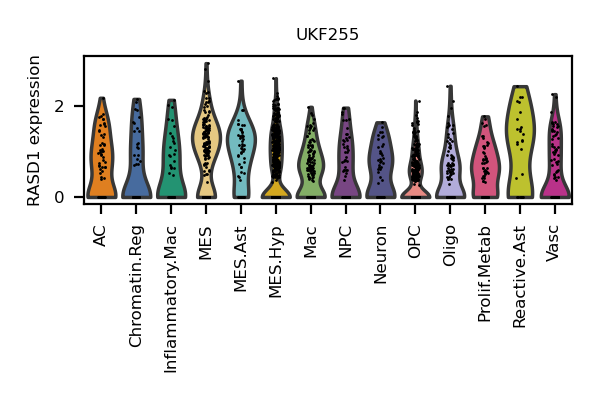 UKF255
RASD1 expression
2
0
AC
Chromatin.Reg
Inflammatory.Mac
MES
MES.Ast
MES.Hyp
Mac
NPC
Neuron
OPC
Oligo
Prolif.Metab
Reactive.Ast
Vasc